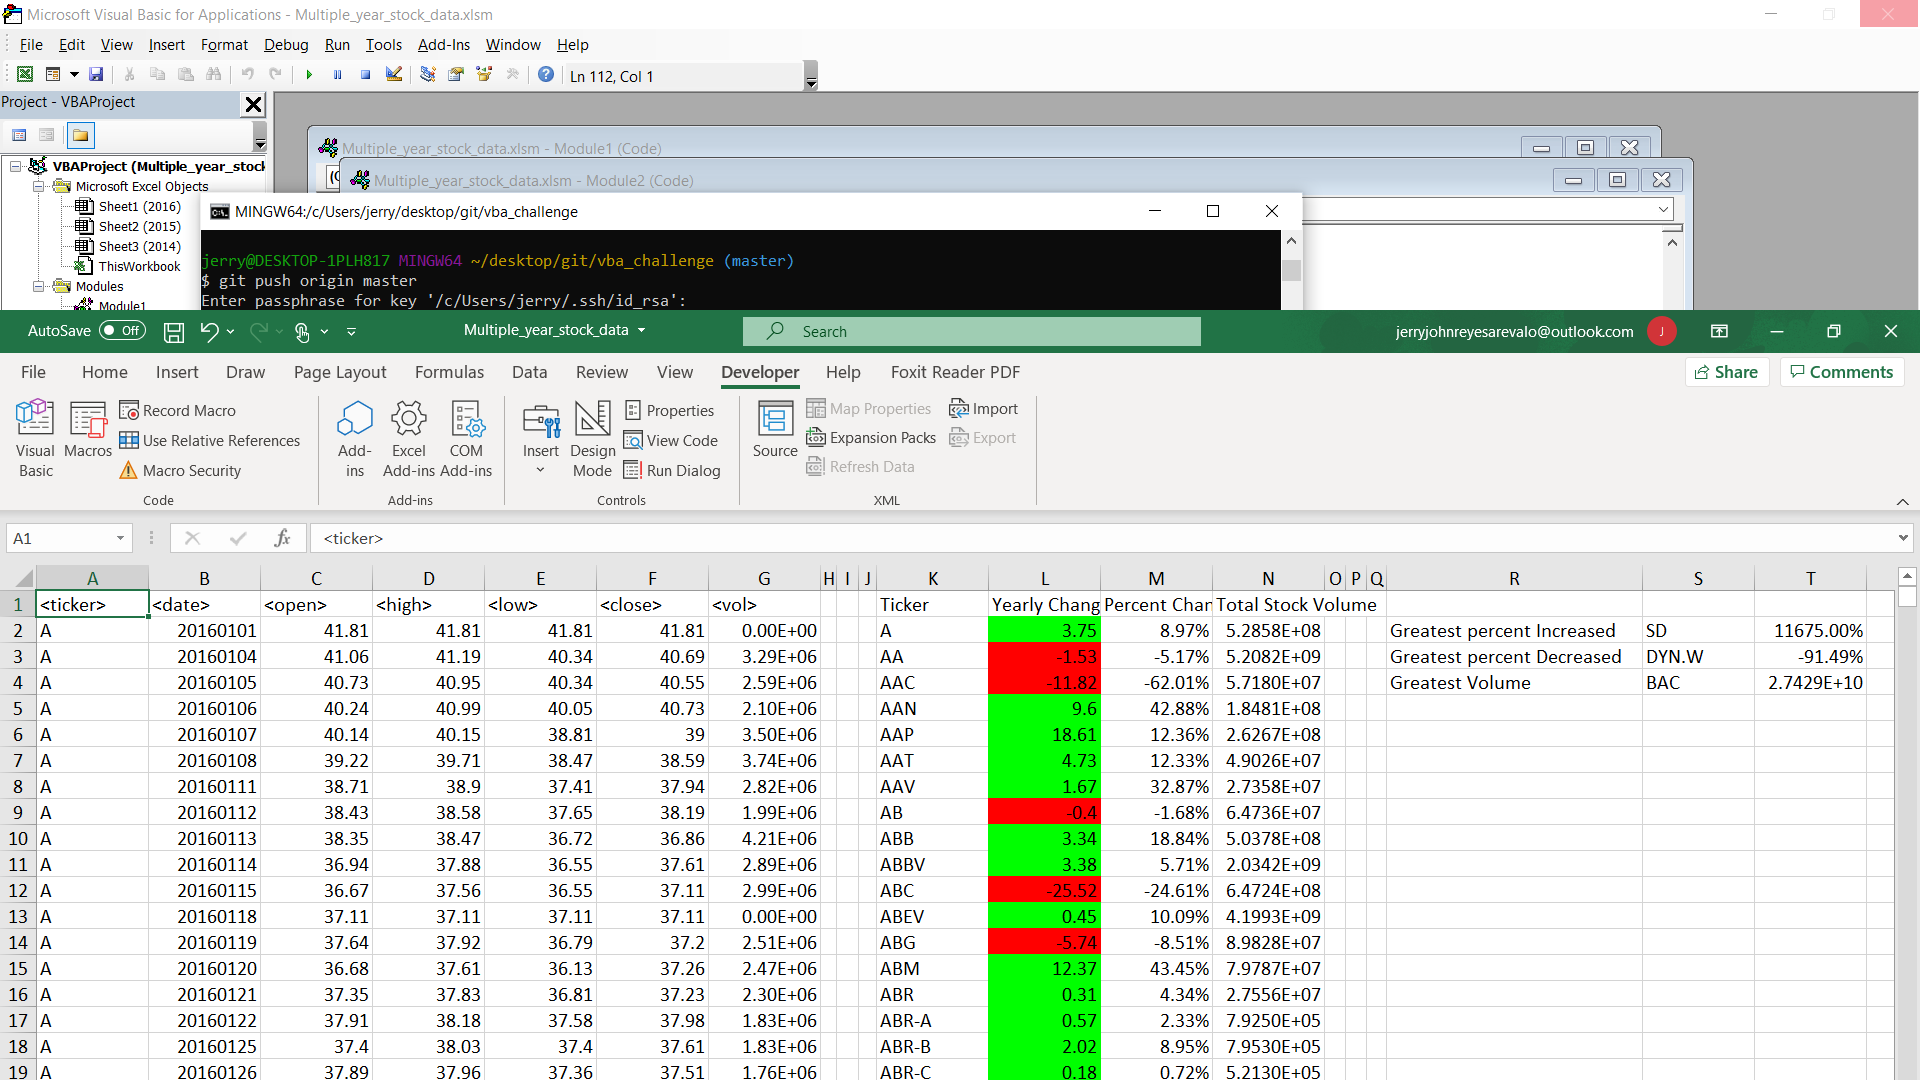 Microsoft Visual Basic for Applications - Multiple_year_stock_data.xlsm
File Edit View Insert Format Debug Run Tools Add-Ins Window Help
Ln 112, Col 1
Project - VBAProject
Multiple_year_stock_data.xlsm - Module1 (Code)
VBAProject (Multiple_year_stock
Multiple_year_stock_data.xlsm - Module2 (Code)
Microsoft Excel Objects
Sheet1 (2016)
Sheet2 (2015)
Sheet3 (2014)
ThisWorkbook
Modules
Module1
MINGW64:/c/Users/jerry/desktop/git/vba_challenge
jerry@DESKTOP-1PLH817 MINGW64 ~/desktop/git/vba_challenge (master)
$ git push origin master
Enter passphrase for key '/c/Users/jerry/.ssh/id_rsa':
AutoSave Off Multiple_year_stock_data Search jerryjohnreyesarevalo@outlook.com J
File Home Insert Draw Page Layout Formulas Data Review View Developer Help Foxit Reader PDF Share Comments
Visual Basic
Macros
Record Macro
Use Relative References
Macro Security
Code
Add-ins
Excel Add-ins
COM Add-ins
Add-ins
Insert
Design Mode
Properties
View Code
Run Dialog
Controls
Source
Map Properties
Expansion Packs
Refresh Data
Import
Export
XML
A1 fx <ticker>
A B C D E F G H I J K L M N O P Q R S T
1 <ticker> <date> <open> <high> <low> <close> <vol> Ticker Yearly Chang Percent Chan Total Stock Volume
2 A 20160101 41.81 41.81 41.81 41.81 0.00E+00 A 3.75 8.97% 5.2858E+08 Greatest percent Increased SD 11675.00%
3 A 20160104 41.06 41.19 40.34 40.69 3.29E+06 AA -1.53 -5.17% 5.2082E+09 Greatest percent Decreased DYN.W -91.49%
4 A 20160105 40.73 40.95 40.34 40.55 2.59E+06 AAC -11.82 -62.01% 5.7180E+07 Greatest Volume BAC 2.7429E+10
5 A 20160106 40.24 40.99 40.05 40.73 2.10E+06 AAN 9.6 42.88% 1.8481E+08
6 A 20160107 40.14 40.15 38.81 39 3.50E+06 AAP 18.61 12.36% 2.6267E+08
7 A 20160108 39.22 39.71 38.47 38.59 3.74E+06 AAT 4.73 12.33% 4.9026E+07
8 A 20160111 38.71 38.9 37.41 37.94 2.82E+06 AAV 1.67 32.87% 2.7358E+07
9 A 20160112 38.43 38.58 37.65 38.19 1.99E+06 AB -0.4 -1.68% 6.4736E+07
10 A 20160113 38.35 38.47 36.72 36.86 4.21E+06 ABB 3.34 18.84% 5.0378E+08
11 A 20160114 36.94 37.88 36.55 37.61 2.89E+06 ABBV 3.38 5.71% 2.0342E+09
12 A 20160115 36.67 37.56 36.55 37.11 2.99E+06 ABC -25.52 -24.61% 6.4724E+08
13 A 20160118 37.11 37.11 37.11 37.11 0.00E+00 ABEV 0.45 10.09% 4.1993E+09
14 A 20160119 37.64 37.92 36.79 37.2 2.51E+06 ABG -5.74 -8.51% 8.9828E+07
15 A 20160120 36.68 37.61 36.13 37.26 2.47E+06 ABM 12.37 43.45% 7.9787E+07
16 A 20160121 37.35 37.83 36.81 37.23 2.30E+06 ABR 0.31 4.34% 2.7556E+07
17 A 20160122 37.91 38.18 37.58 37.98 1.83E+06 ABR-A 0.57 2.33% 7.9250E+05
18 A 20160125 37.4 38.03 37.4 37.61 1.83E+06 ABR-B 2.02 8.95% 7.9530E+05
19 A 20160126 37.89 37.96 37.36 37.51 1.76E+06 ABR-C 0.18 0.72% 5.2130E+05